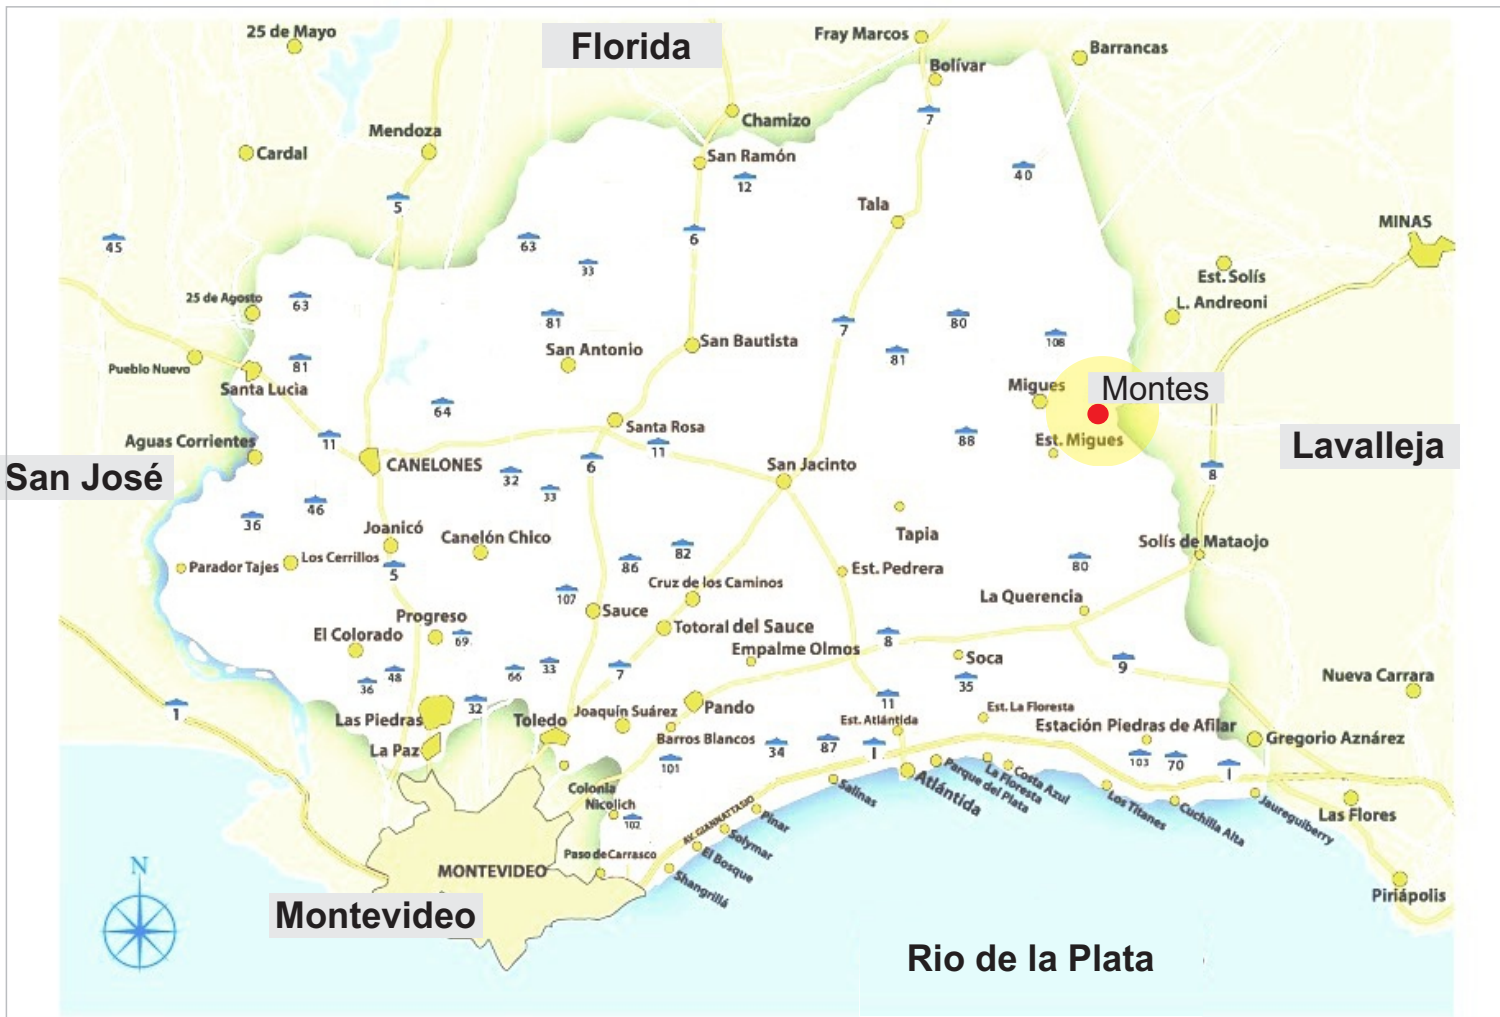 25 de Mayo
Florida
Fray Marcos
Barrancas
Bolívar
Chamizo
7
Mendoza
Cardal
San Ramón
12
40
5
Tala
MINAS
45
63
6
33
Est. Solís
25 de Agosto
63
L. Andreoni
81
7
80
Pueblo Nuevo
81
San Antonio
San Bautista
81
108
Santa Lucia
Migues
Montes
64
Aguas Corrientes
11
Santa Rosa
11
88
Est. Migues
Lavalleja
San José
CANELONES
32
6
San Jacinto
8
33
36
46
Joanicó
Canelón Chico
Tapia
Solís de Mataojo
Parador Tajes
Los Cerrillos
5
86
82
Est. Pedrera
80
107
Cruz de los Caminos
La Querencia
Progreso
Sauce
El Colorado
69
Totoral del Sauce
8
Empalme Olmos
Soca
9
36
48
66
33
7
35
Nueva Carrara
1
32
Las Piedras
Toledo
Joaquín Suárez
Pando
11
Est. La Floresta
Est. Atlántida
Estación Piedras de Afilar
La Paz
Barros Blancos
34
87
1
Gregorio Aznárez
101
103
70
1
Colonia
Nicolich
102
Salinas
Atlántida
Parque del Plata
La Floresta
Costa Azul
Los Titanes
Cuchilla Alta
Jaureguiberry
Las Flores
AV. GIANNATTASIO
Pinar
Solymar
El Bosque
Shangrillá
Paso de Carrasco
N
MONTEVIDEO
Montevideo
Piriápolis
Rio de la Plata